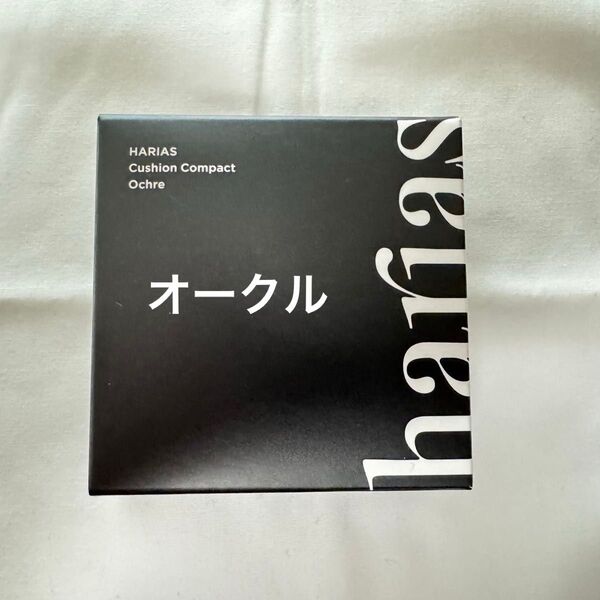 HARIAS
Cushion Compact
Ochre
オークル
harias